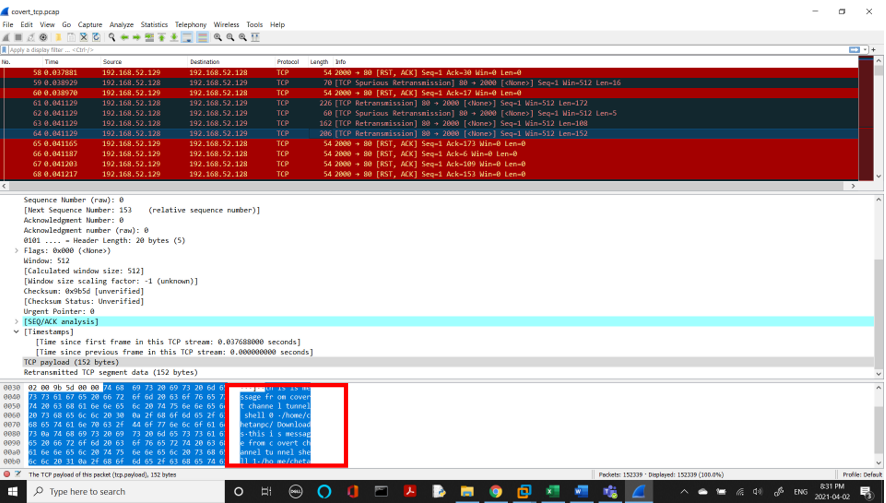 covert_tcp.pcap
File Edit View Go Capture Analyze Statistics Telephony Wireless Tools Help
Apply a display filter ... <Ctrl-/>
No. Time Source Destination Protocol Length Info
58 0.037881 192.168.52.129 192.168.52.128 TCP 54 2000 → 80 [RST, ACK] Seq=1 Ack=30 Win=0 Len=0
59 0.038929 192.168.52.128 192.168.52.129 TCP 70 [TCP Spurious Retransmission] 80 → 2000 [<None>] Seq=1 Win=512 Len=16
60 0.038970 192.168.52.129 192.168.52.128 TCP 54 2000 → 80 [RST, ACK] Seq=1 Ack=17 Win=0 Len=0
61 0.041129 192.168.52.128 192.168.52.129 TCP 226 [TCP Retransmission] 80 → 2000 [<None>] Seq=1 Win=512 Len=172
62 0.041129 192.168.52.128 192.168.52.129 TCP 60 [TCP Spurious Retransmission] 80 → 2000 [<None>] Seq=1 Win=512 Len=5
63 0.041129 192.168.52.128 192.168.52.129 TCP 162 [TCP Retransmission] 80 → 2000 [<None>] Seq=1 Win=512 Len=108
64 0.041129 192.168.52.128 192.168.52.129 TCP 206 [TCP Retransmission] 80 → 2000 [<None>] Seq=1 Win=512 Len=152
65 0.041165 192.168.52.129 192.168.52.128 TCP 54 2000 → 80 [RST, ACK] Seq=1 Ack=173 Win=0 Len=0
66 0.041187 192.168.52.129 192.168.52.128 TCP 54 2000 → 80 [RST, ACK] Seq=1 Ack=6 Win=0 Len=0
67 0.041203 192.168.52.129 192.168.52.128 TCP 54 2000 → 80 [RST, ACK] Seq=1 Ack=109 Win=0 Len=0
68 0.041217 192.168.52.129 192.168.52.128 TCP 54 2000 → 80 [RST, ACK] Seq=1 Ack=153 Win=0 Len=0
Sequence Number (raw): 0
[Next Sequence Number: 153 (relative sequence number)]
Acknowledgment Number: 0
Acknowledgment number (raw): 0
0101 .... = Header Length: 20 bytes (5)
Flags: 0x000 (<None>)
Window: 512
[Calculated window size: 512]
[Window size scaling factor: -1 (unknown)]
Checksum: 0x9b5d [unverified]
[Checksum Status: Unverified]
Urgent Pointer: 0
[SEQ/ACK analysis]
[Timestamps]
[Time since first frame in this TCP stream: 0.037688000 seconds]
[Time since previous frame in this TCP stream: 0.000000000 seconds]
TCP payload (152 bytes)
Retransmitted TCP segment data (152 bytes)
0030 02 00 9b 5d 00 00 74 68 69 73 20 69 73 20 6d 65
0040 73 73 61 67 65 20 66 72 6f 6d 20 63 6f 76 65 72 ssage fr om cover
0050 74 20 63 68 61 6e 6e 65 6c 20 74 75 6e 6e 65 6c t channe l tunnel
0060 20 73 68 65 6c 6c 20 30 0a 2f 68 6f 6d 65 2f 63 shell 0 ·/home/c
0070 68 65 74 61 6e 70 63 2f 44 6f 77 6e 6c 6f 61 64 hetanpc/ Download
0080 73 0a 74 68 69 73 20 69 73 20 6d 65 73 73 61 67 s·this i s messag
0090 65 20 66 72 6f 6d 20 63 6f 76 65 72 74 20 63 68 e from c overt ch
00a0 61 6e 6e 65 6c 20 74 75 6e 6e 65 6c 20 73 68 65 annel tu nnel she
00b0 6c 6c 20 31 0a 2f 68 6f 6d 65 2f 63 68 65 74 61 ll 1·/ho me/cheta
The TCP payload of this packet (tcp.payload), 152 bytes
Packets: 152339 · Displayed: 152339 (100.0%)
Profile: Default
Type here to search
8:31 PM
2021-04-02